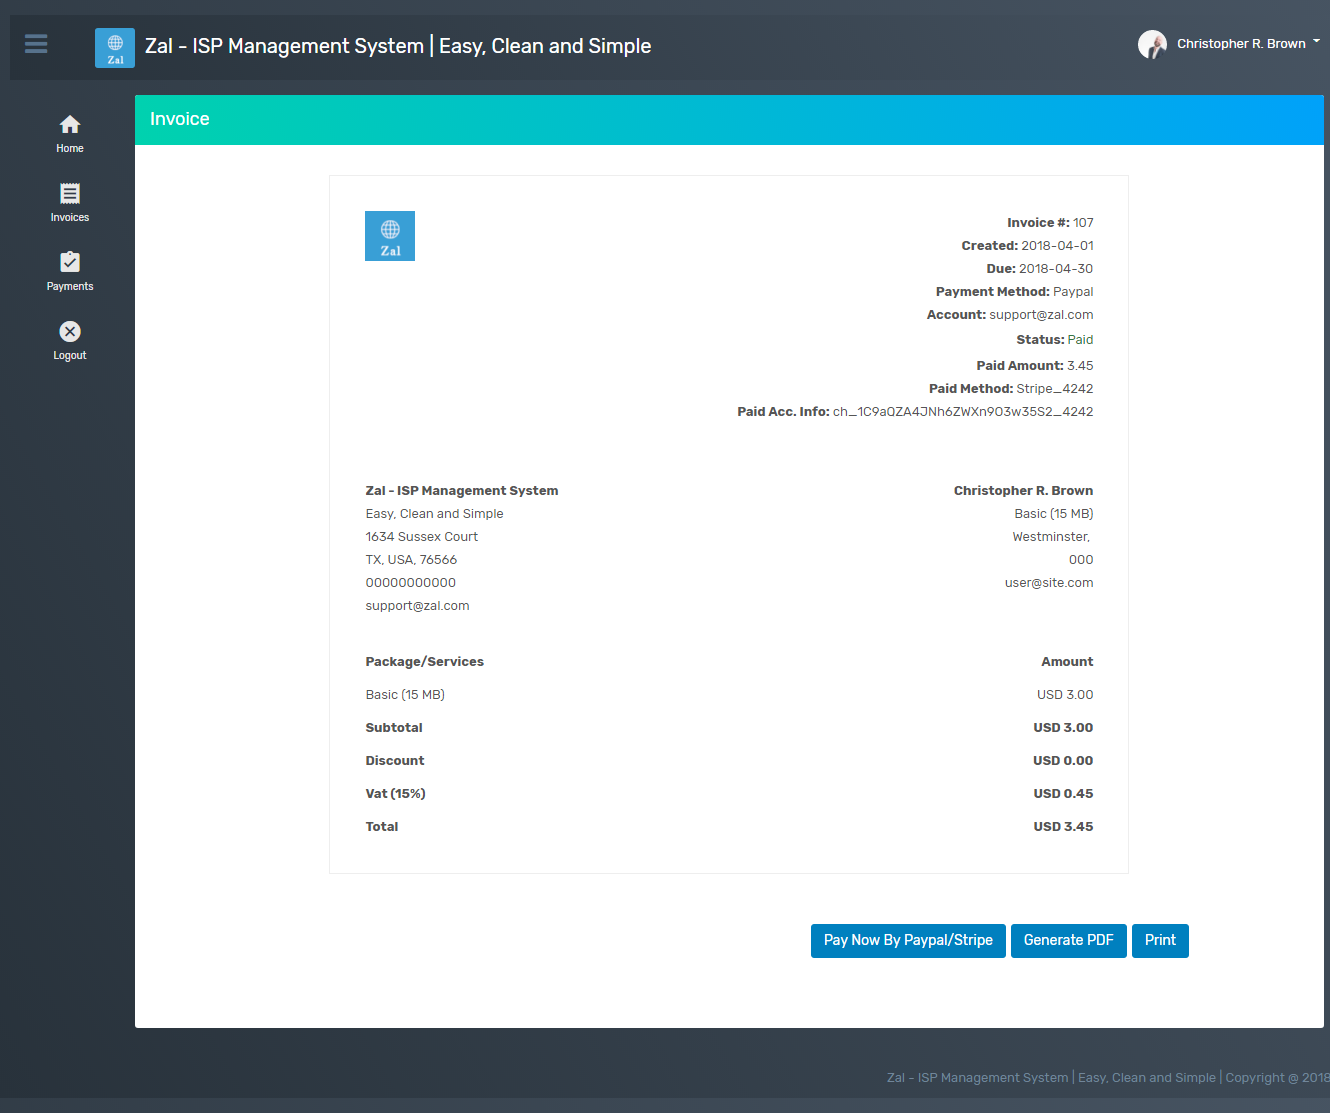 Zal
Zal - ISP Management System | Easy, Clean and Simple
Christopher R. Brown
Home
Invoices
Payments
Logout
Invoice
Zal
Invoice #: 107
Created: 2018-04-01
Due: 2018-04-30
Payment Method: Paypal
Account: support@zal.com
Status: Paid
Paid Amount: 3.45
Paid Method: Stripe_4242
Paid Acc. Info: ch_1C9aQZA4JNh6ZWXn9O3w35S2_4242
Zal - ISP Management System
Easy, Clean and Simple
1634 Sussex Court
TX, USA, 76566
00000000000
support@zal.com
Christopher R. Brown
Basic (15 MB)
Westminster,
000
user@site.com
Package/Services Amount
Basic (15 MB) USD 3.00
Subtotal USD 3.00
Discount USD 0.00
Vat (15%) USD 0.45
Total USD 3.45
Pay Now By Paypal/Stripe
Generate PDF
Print
Zal - ISP Management System | Easy, Clean and Simple | Copyright @ 2018